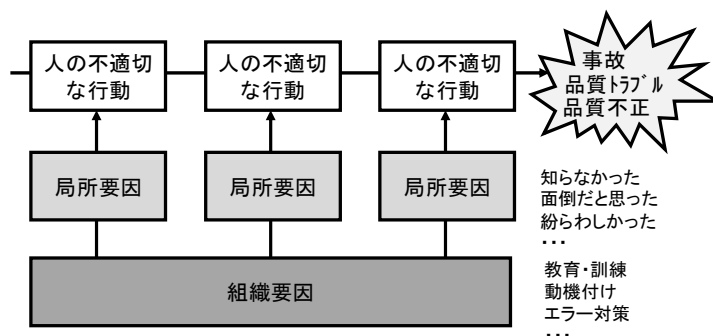 人の不適切
な行動
人の不適切
な行動
人の不適切
な行動
事故
品質ﾄﾗﾌﾞﾙ
品質不正
局所要因
局所要因
局所要因
知らなかった
面倒だと思った
紛らわしかった
･･･
組織要因
教育・訓練
動機付け
エラー対策
･･･